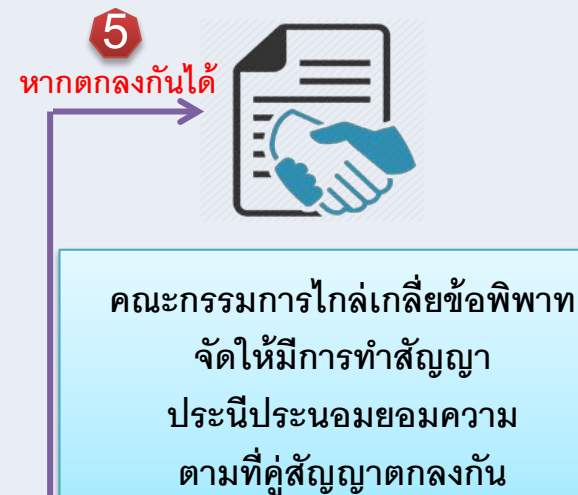 5
หากตกลงกันได้
คณะกรรมการไกล่เกลี่ยข้อพิพาท
จัดให้มีการทำสัญญา
ประนีประนอมยอมความ
ตามที่คู่สัญญาตกลงกัน